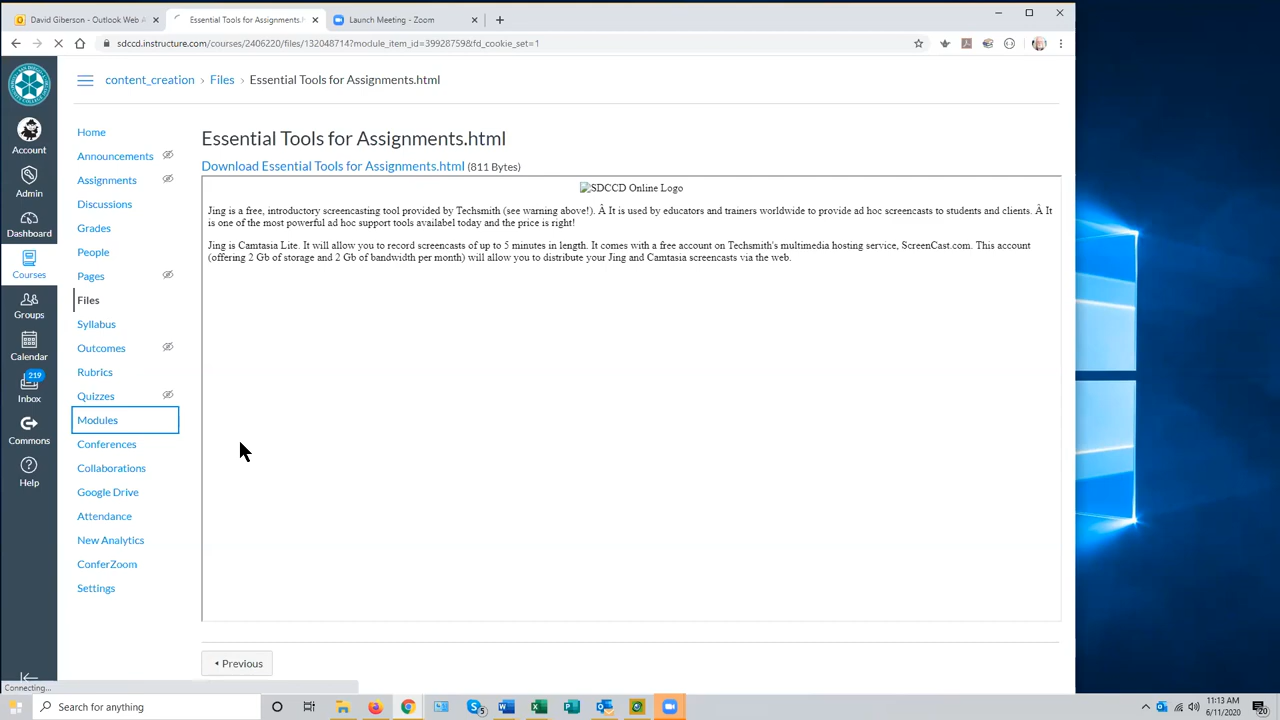 David Giberson - Outlook Web A
Essential Tools for Assignments.h
Launch Meeting - Zoom
sdccd.instructure.com/courses/2406220/files/132048714?module_item_id=39928759&fd_cookie_set=1
content_creation › Files › Essential Tools for Assignments.html
Account
Admin
Dashboard
Courses
Groups
Calendar
219
Inbox
Commons
Help
Home
Announcements
Assignments
Discussions
Grades
People
Pages
Files
Syllabus
Outcomes
Rubrics
Quizzes
Modules
Conferences
Collaborations
Google Drive
Attendance
New Analytics
ConferZoom
Settings
Essential Tools for Assignments.html
Download Essential Tools for Assignments.html (811 Bytes)
SDCCD Online Logo
Jing is a free, introductory screencasting tool provided by Techsmith (see warning above!). Â It is used by educators and trainers worldwide to provide ad hoc screencasts to students and clients. Â It
is one of the most powerful ad hoc support tools availabel today and the price is right!
Jing is Camtasia Lite. It will allow you to record screencasts of up to 5 minutes in length. It comes with a free account on Techsmith's multimedia hosting service, ScreenCast.com. This account
(offering 2 Gb of storage and 2 Gb of bandwidth per month) will allow you to distribute your Jing and Camtasia screencasts via the web.
Previous
Connecting...
Search for anything
5
11:13 AM
6/11/2020
20